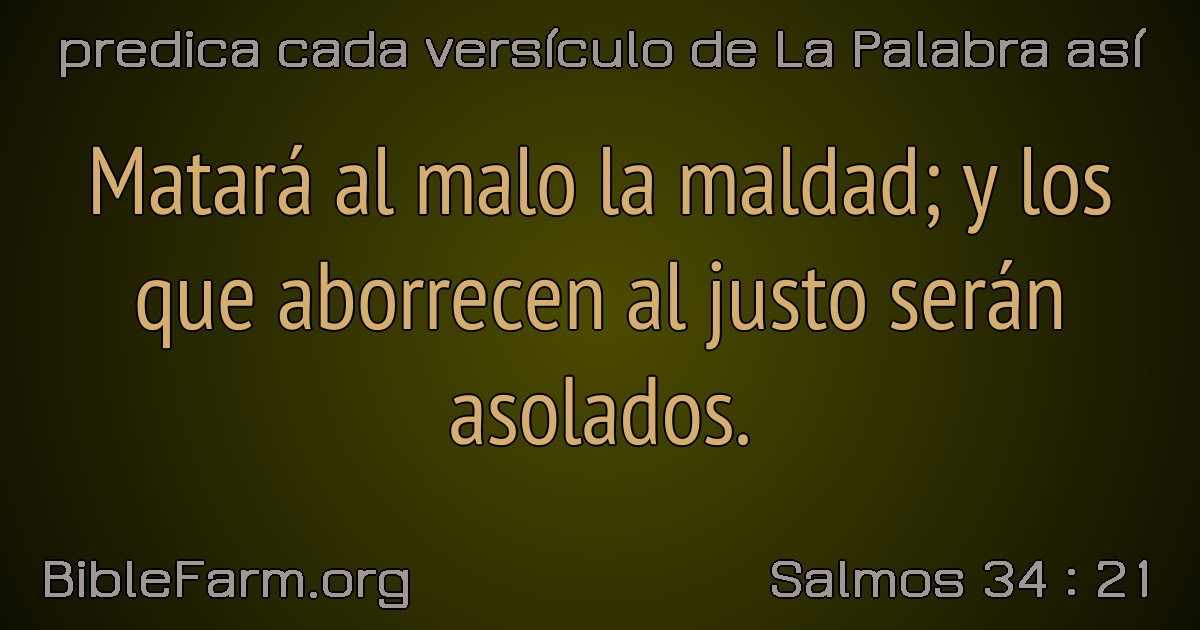 predica cada versículo de La Palabra así
Matará al malo la maldad; y los
que aborrecen al justo serán
asolados.
BibleFarm.org
Salmos 34 : 21